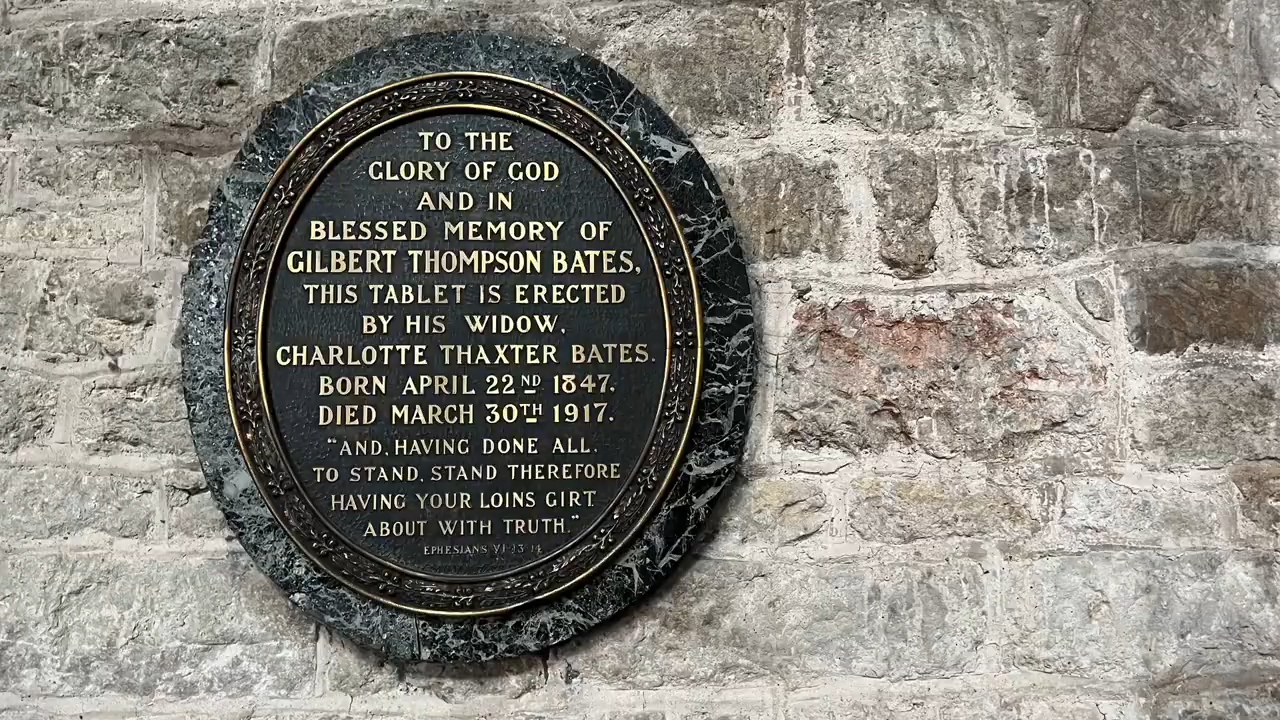 TO THE
GLORY OF GOD
AND IN
BLESSED MEMORY OF
GILBERT THOMPSON BATES,
THIS TABLET IS ERECTED
BY HIS WIDOW,
CHARLOTTE THAXTER BATES.
BORN APRIL 22ND 1847.
DIED MARCH 30TH 1917.
"AND, HAVING DONE ALL,
TO STAND, STAND THEREFORE
HAVING YOUR LOINS GIRT
ABOUT WITH TRUTH."
EPHESIANS VI-13-14